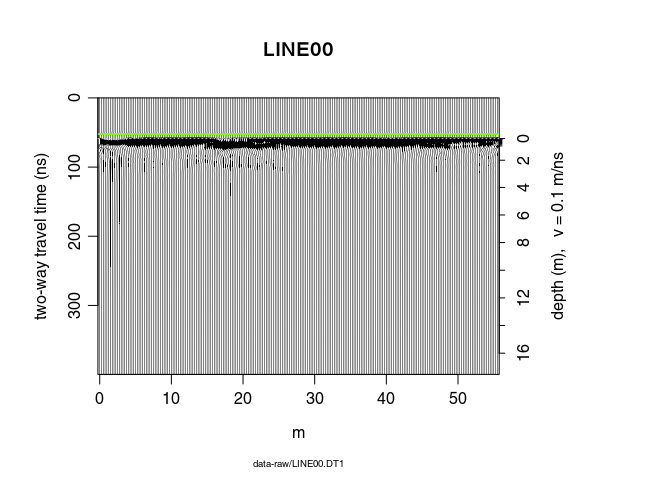 LINE00
two-way travel time (ns)
0
100
200
300
0
2
4
6
8
12
16
depth (m),   v = 0.1 m/ns
0 10 20 30 40 50
m
data-raw/LINE00.DT1